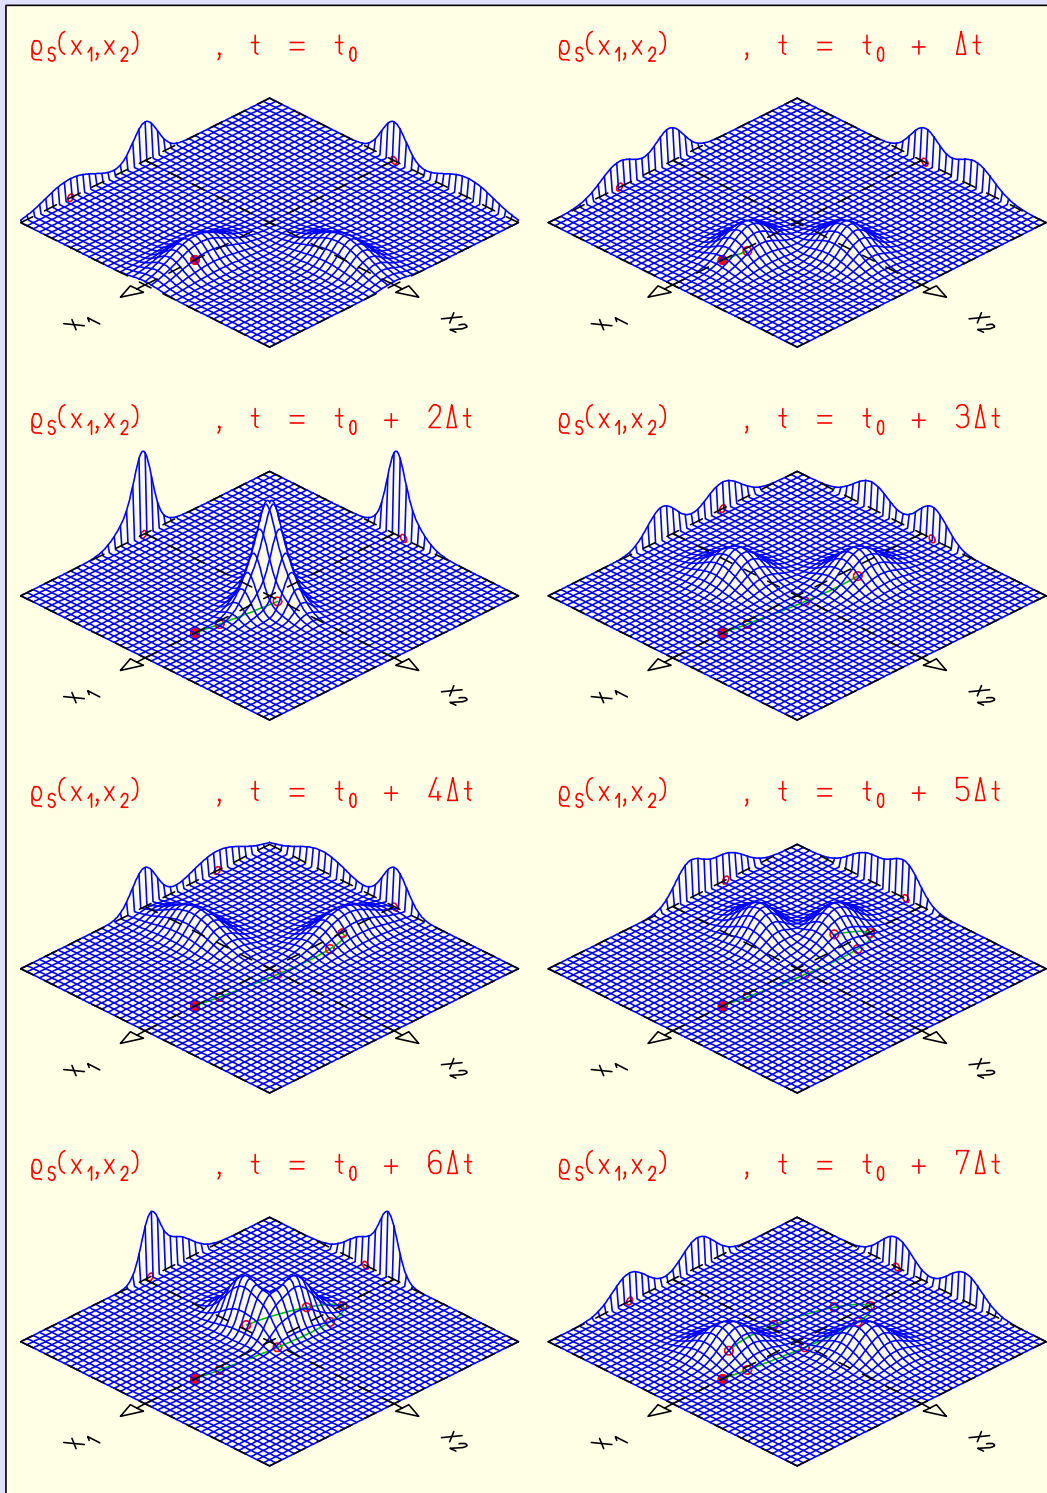 ϱₛ(x₁,x₂) , t = t₀
ϱₛ(x₁,x₂) , t = t₀ + Δt
x₁
x₂
x₁
x₂
ϱₛ(x₁,x₂) , t = t₀ + 2Δt
ϱₛ(x₁,x₂) , t = t₀ + 3Δt
x₁
x₂
x₁
x₂
ϱₛ(x₁,x₂) , t = t₀ + 4Δt
ϱₛ(x₁,x₂) , t = t₀ + 5Δt
x₁
x₂
x₁
x₂
ϱₛ(x₁,x₂) , t = t₀ + 6Δt
ϱₛ(x₁,x₂) , t = t₀ + 7Δt
x₁
x₂
x₁
x₂